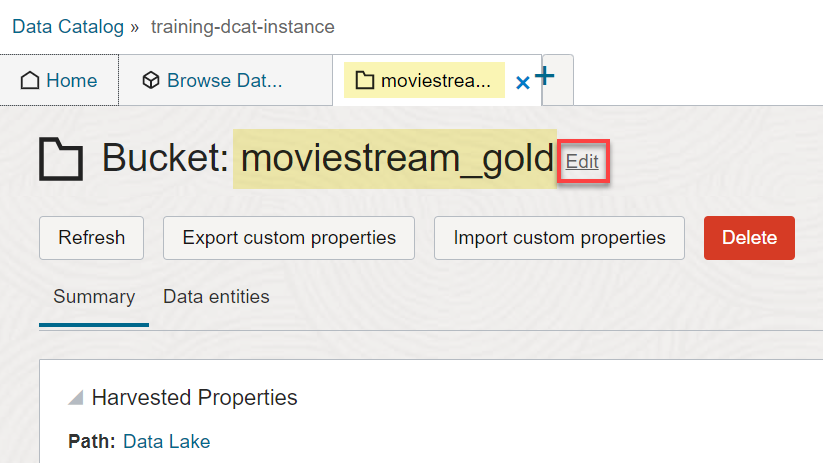 Data Catalog » training-dcat-instance
Home Browse Dat... moviestrea... × +
Bucket: moviestream_gold Edit
Refresh Export custom properties Import custom properties Delete
Summary Data entities
Harvested Properties
Path: Data Lake